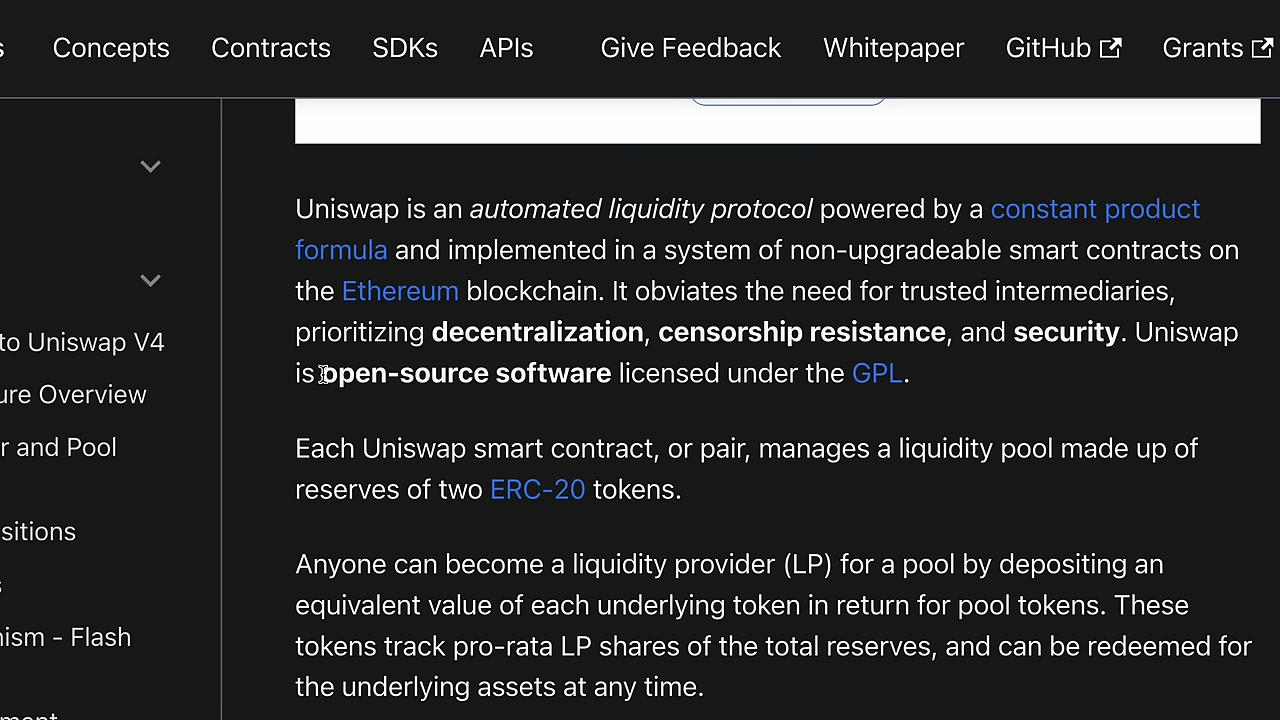 s Concepts Contracts SDKs APIs Give Feedback Whitepaper GitHub Grants
Uniswap is an automated liquidity protocol powered by a constant product
formula and implemented in a system of non-upgradeable smart contracts on
the Ethereum blockchain. It obviates the need for trusted intermediaries,
prioritizing decentralization, censorship resistance, and security. Uniswap
is open-source software licensed under the GPL.
Each Uniswap smart contract, or pair, manages a liquidity pool made up of
reserves of two ERC-20 tokens.
Anyone can become a liquidity provider (LP) for a pool by depositing an
equivalent value of each underlying token in return for pool tokens. These
tokens track pro-rata LP shares of the total reserves, and can be redeemed for
the underlying assets at any time.
to Uniswap V4
ure Overview
r and Pool
sitions
s
nism - Flash